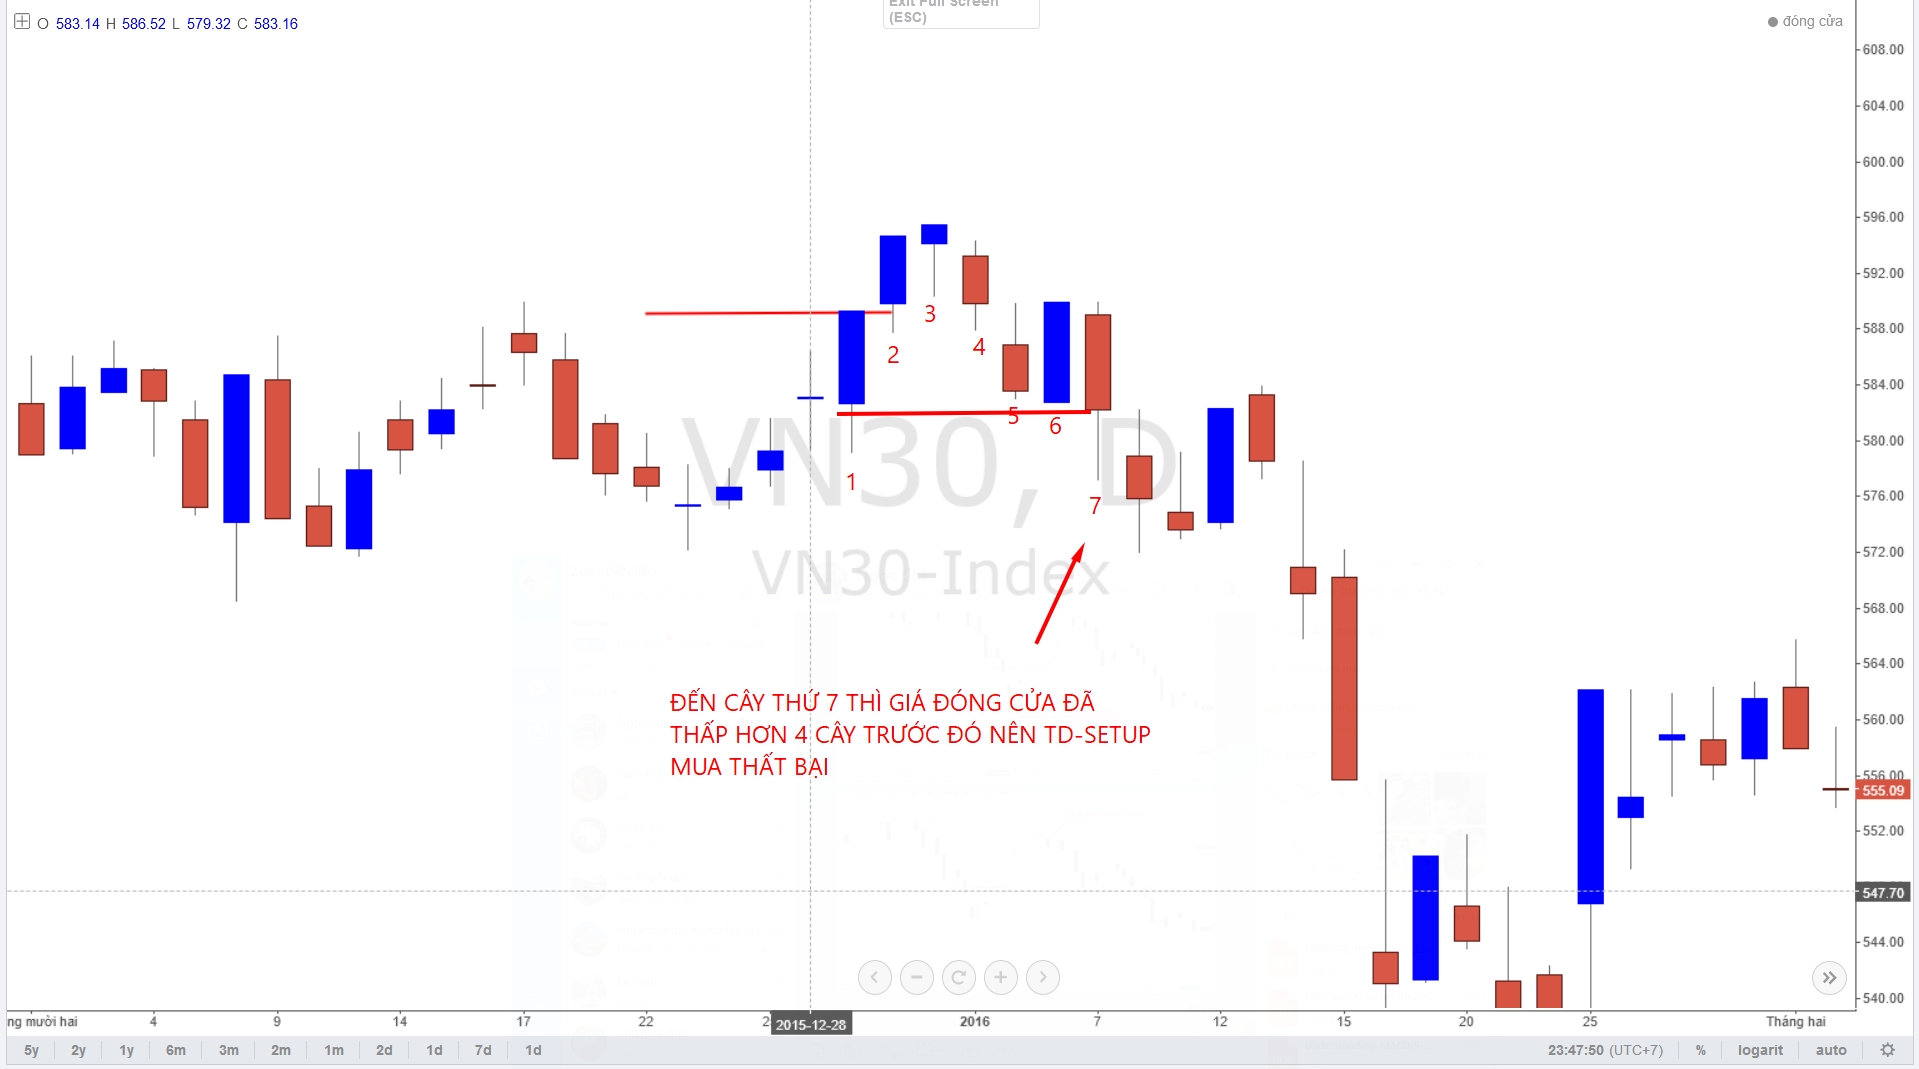 Exit Full Screen
(ESC)
O 583.14 H 586.52 L 579.32 C 583.16
đóng cửa
608.00
604.00
600.00
596.00
592.00
588.00
584.00
580.00
576.00
572.00
568.00
564.00
560.00
556.00
555.09
552.00
547.70
544.00
540.00
VN30, D
VN30-Index
1
2
3
4
5
6
7
ĐẾN CÂY THỨ 7 THÌ GIÁ ĐÓNG CỬA ĐÃ
THẤP HƠN 4 CÂY TRƯỚC ĐÓ NÊN TD-SETUP
MUA THẤT BẠI
ng mười hai 4 9 14 17 22 2015-12-28 2016 7 12 15 20 25 Tháng hai
5y 2y 1y 6m 3m 2m 1m 2d 1d 7d 1d 23:47:50 (UTC+7) % logarit auto